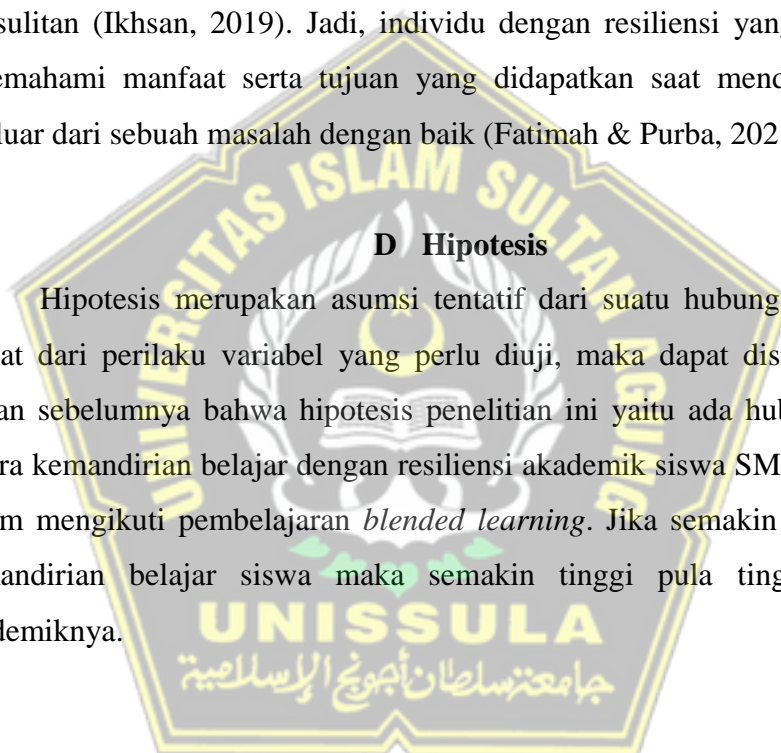 sulitan (Ikhsan, 2019). Jadi, individu dengan resiliensi yang
emahami manfaat serta tujuan yang didapatkan saat mend
luar dari sebuah masalah dengan baik (Fatimah & Purba, 202
D Hipotesis
Hipotesis merupakan asumsi tentatif dari suatu hubung
at dari perilaku variabel yang perlu diuji, maka dapat dis
an sebelumnya bahwa hipotesis penelitian ini yaitu ada hub
ra kemandirian belajar dengan resiliensi akademik siswa SM
m mengikuti pembelajaran blended learning. Jika semakin
andirian belajar siswa maka semakin tinggi pula ting
demiknya.
UNIVERSITAS ISLAM SULTAN AGUNG
UNISSULA
جامعة سلطان أجونج الإسلامية